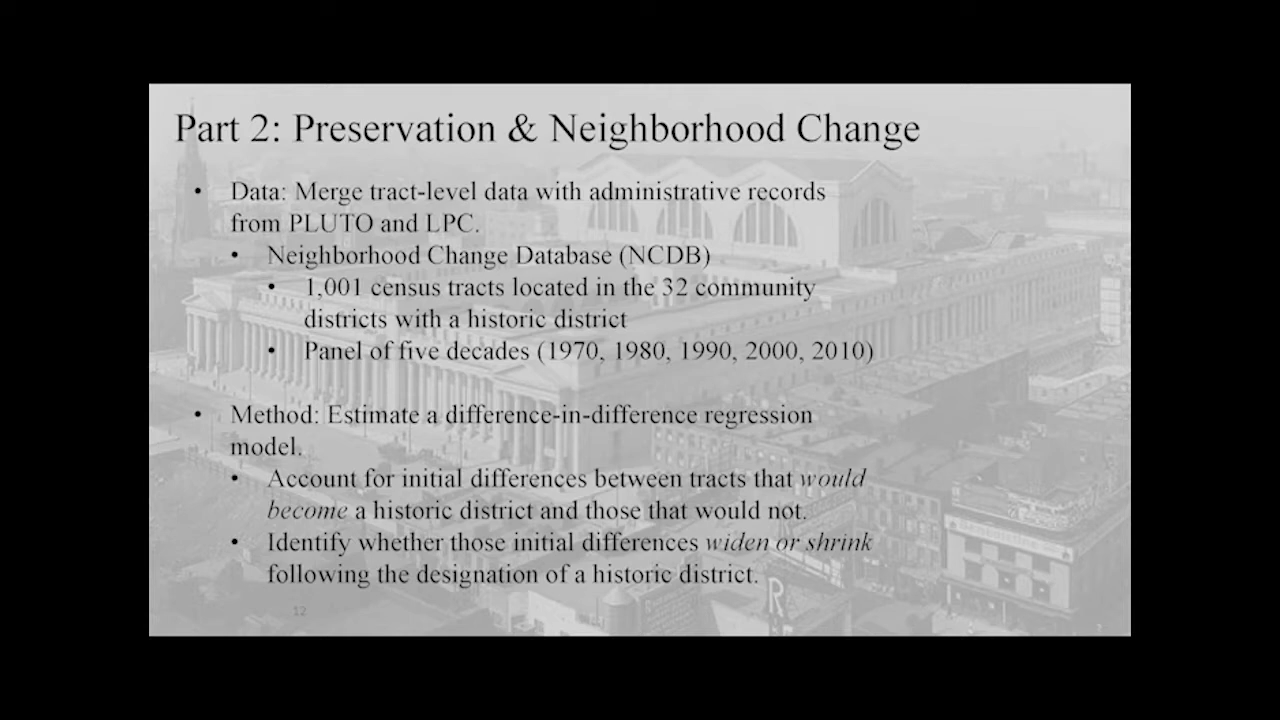 Part 2: Preservation & Neighborhood Change
• Data: Merge tract-level data with administrative records
from PLUTO and LPC.
• Neighborhood Change Database (NCDB)
• 1,001 census tracts located in the 32 community
districts with a historic district
• Panel of five decades (1970, 1980, 1990, 2000, 2010)
• Method: Estimate a difference-in-difference regression
model.
• Account for initial differences between tracts that would
become a historic district and those that would not.
• Identify whether those initial differences widen or shrink
following the designation of a historic district.
R
12